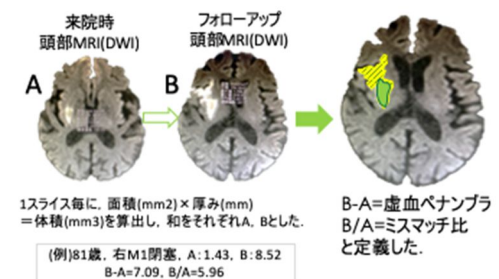 来院時
頭部MRI(DWI)
フォローアップ
頭部MRI(DWI)
A
B
1スライス毎に, 面積(mm2)×厚み(mm)
=体積(mm3)を算出し, 和をそれぞれA, Bとした.
(例)81歳, 右M1閉塞, A:1.43, B:8.52
B-A=7.09, B/A=5.96
B-A=虚血ペナンブラ
B/A=ミスマッチ比
と定義した.